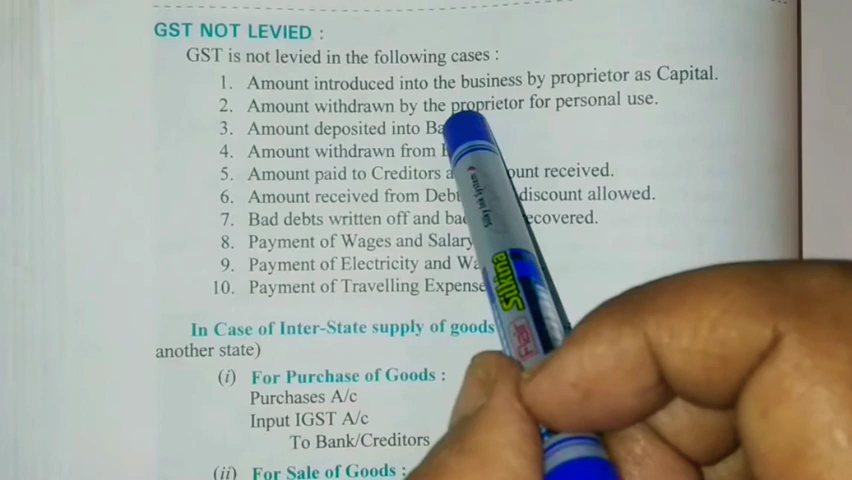 GST NOT LEVIED :
GST is not levied in the following cases :
1. Amount introduced into the business by proprietor as Capital.
2. Amount withdrawn by the proprietor for personal use.
3. Amount deposited into
4. Amount withdrawn from
5. Amount paid to Creditors received.
6. Amount received from discount allowed.
7. Bad debts written off and
8. Payment of Wages and Salary
9. Payment of Electricity and
10. Payment of Travelling
In Case of Inter-State supply of goods
another state)
(i) For Purchase of Goods :
Purchases A/c
Input IGST A/c
To Bank/Creditors
(ii) For Sale of Goods :
Silkina
Flair
Silky Ink System